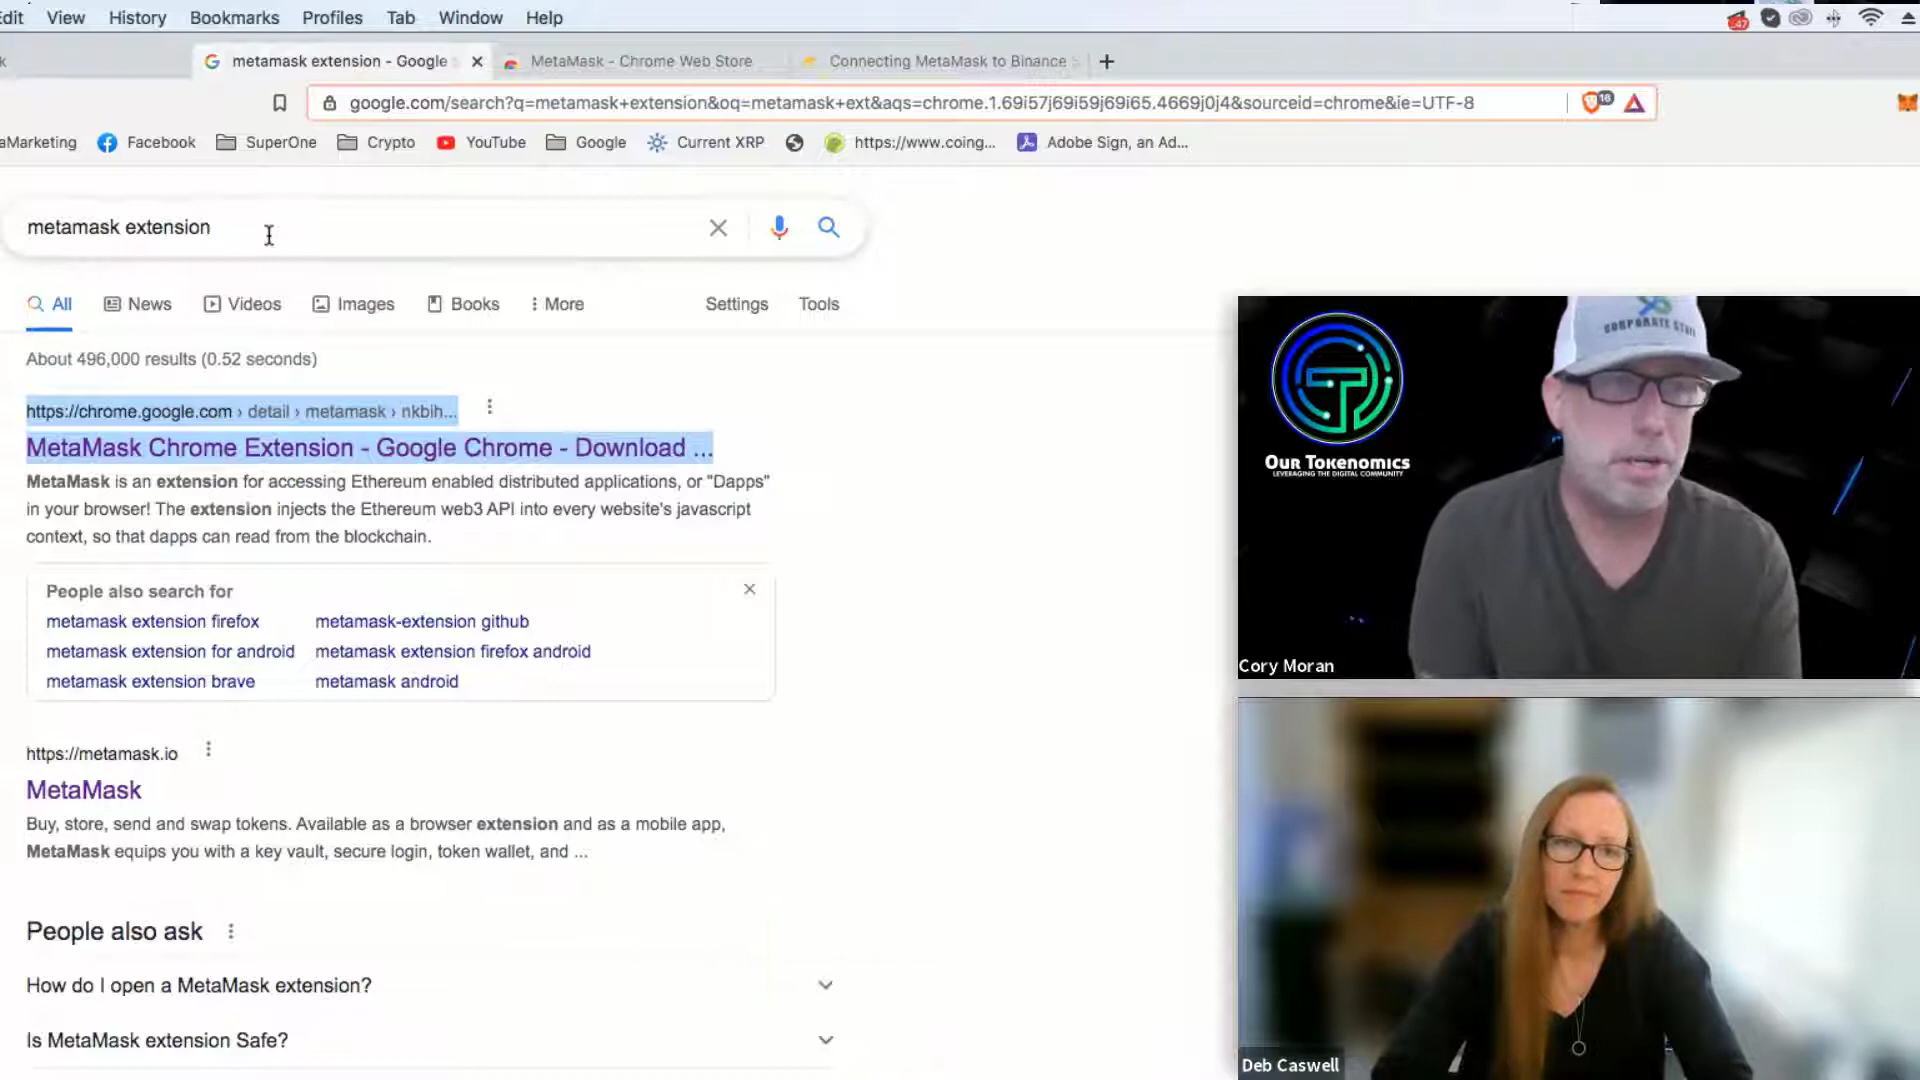 Edit View History Bookmarks Profiles Tab Window Help
metamask extension - Google
MetaMask - Chrome Web Store
Connecting MetaMask to Binance
google.com/search?q=metamask+extension&oq=metamask+ext&aqs=chrome.1.69i57j69i59j69i65.4669j0j4&sourceid=chrome&ie=UTF-8
16
aMarketing Facebook SuperOne Crypto YouTube Google Current XRP https://www.coing... Adobe Sign, an Ad...
metamask extension
All News Videos Images Books More Settings Tools
About 496,000 results (0.52 seconds)
https://chrome.google.com › detail › metamask › nkbih...
MetaMask Chrome Extension - Google Chrome - Download ...
MetaMask is an extension for accessing Ethereum enabled distributed applications, or "Dapps"
in your browser! The extension injects the Ethereum web3 API into every website's javascript
context, so that dapps can read from the blockchain.
People also search for
metamask extension firefox metamask-extension github
metamask extension for android metamask extension firefox android
metamask extension brave metamask android
https://metamask.io
MetaMask
Buy, store, send and swap tokens. Available as a browser extension and as a mobile app,
MetaMask equips you with a key vault, secure login, token wallet, and ...
People also ask
How do I open a MetaMask extension?
Is MetaMask extension Safe?
CORPORATE
OUR TOKENOMICS
LEVERAGING THE DIGITAL COMMUNITY
Cory Moran
Deb Caswell